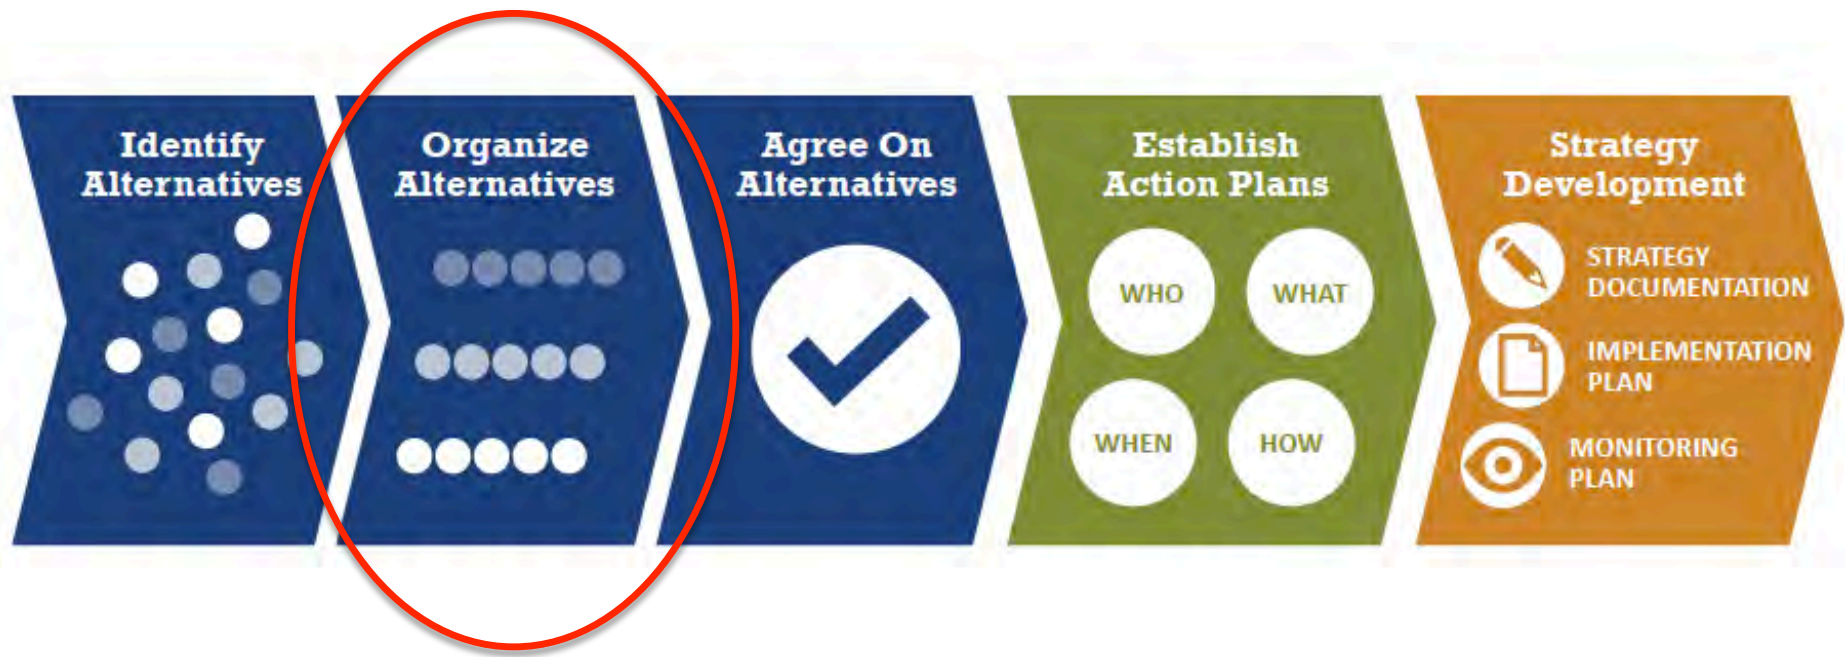 Identify
Alternatives
Organize
Alternatives
Agree On
Alternatives
Establish
Action Plans
WHO
WHAT
WHEN
HOW
Strategy
Development
STRATEGY
DOCUMENTATION
IMPLEMENTATION
PLAN
MONITORING
PLAN